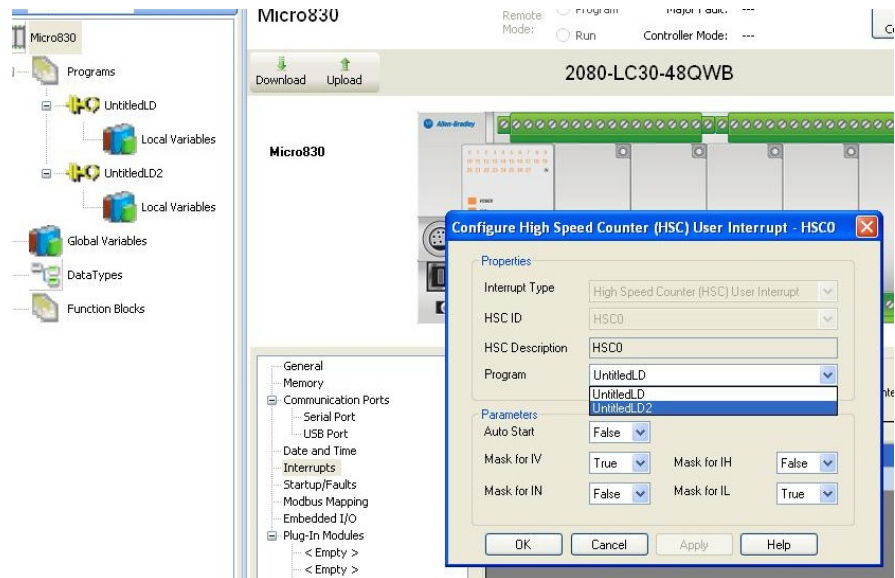 Micro830
Programs
UntitledLD
Local Variables
UntitledLD2
Local Variables
Global Variables
DataTypes
Function Blocks
Micro830
Remote
Mode:
Program
Run
Major Fault: ---
Controller Mode: ---
Download
Upload
2080-LC30-48QWB
Micro830
Allen-Bradley
Configure High Speed Counter (HSC) User Interrupt - HSC0
Properties
Interrupt Type
High Speed Counter (HSC) User Interrupt
HSC ID
HSC0
HSC Description
HSC0
Program
UntitledLD
UntitledLD
UntitledLD2
Parameters
Auto Start
False
Mask for IV
True
Mask for IH
False
Mask for IN
False
Mask for IL
True
OK
Cancel
Apply
Help
General
Memory
Communication Ports
Serial Port
USB Port
Date and Time
Interrupts
Startup/Faults
Modbus Mapping
Embedded I/O
Plug-In Modules
< Empty >
< Empty >